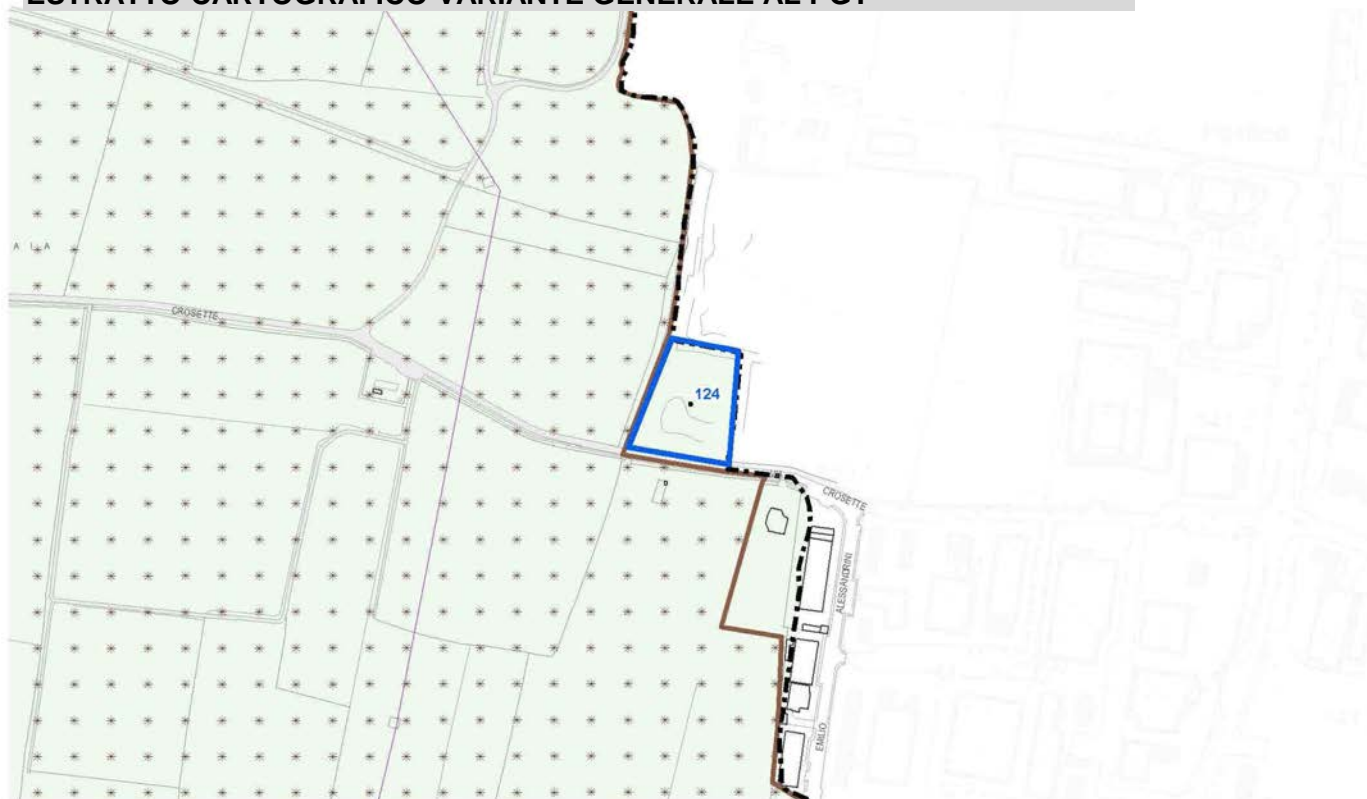 ESTRATTO CARTOGRAFICO VARIANTE GENERALE AL PGT
A I A
CROSETTE
124
CROSETTE
ALESSANDRINI
EMILIO